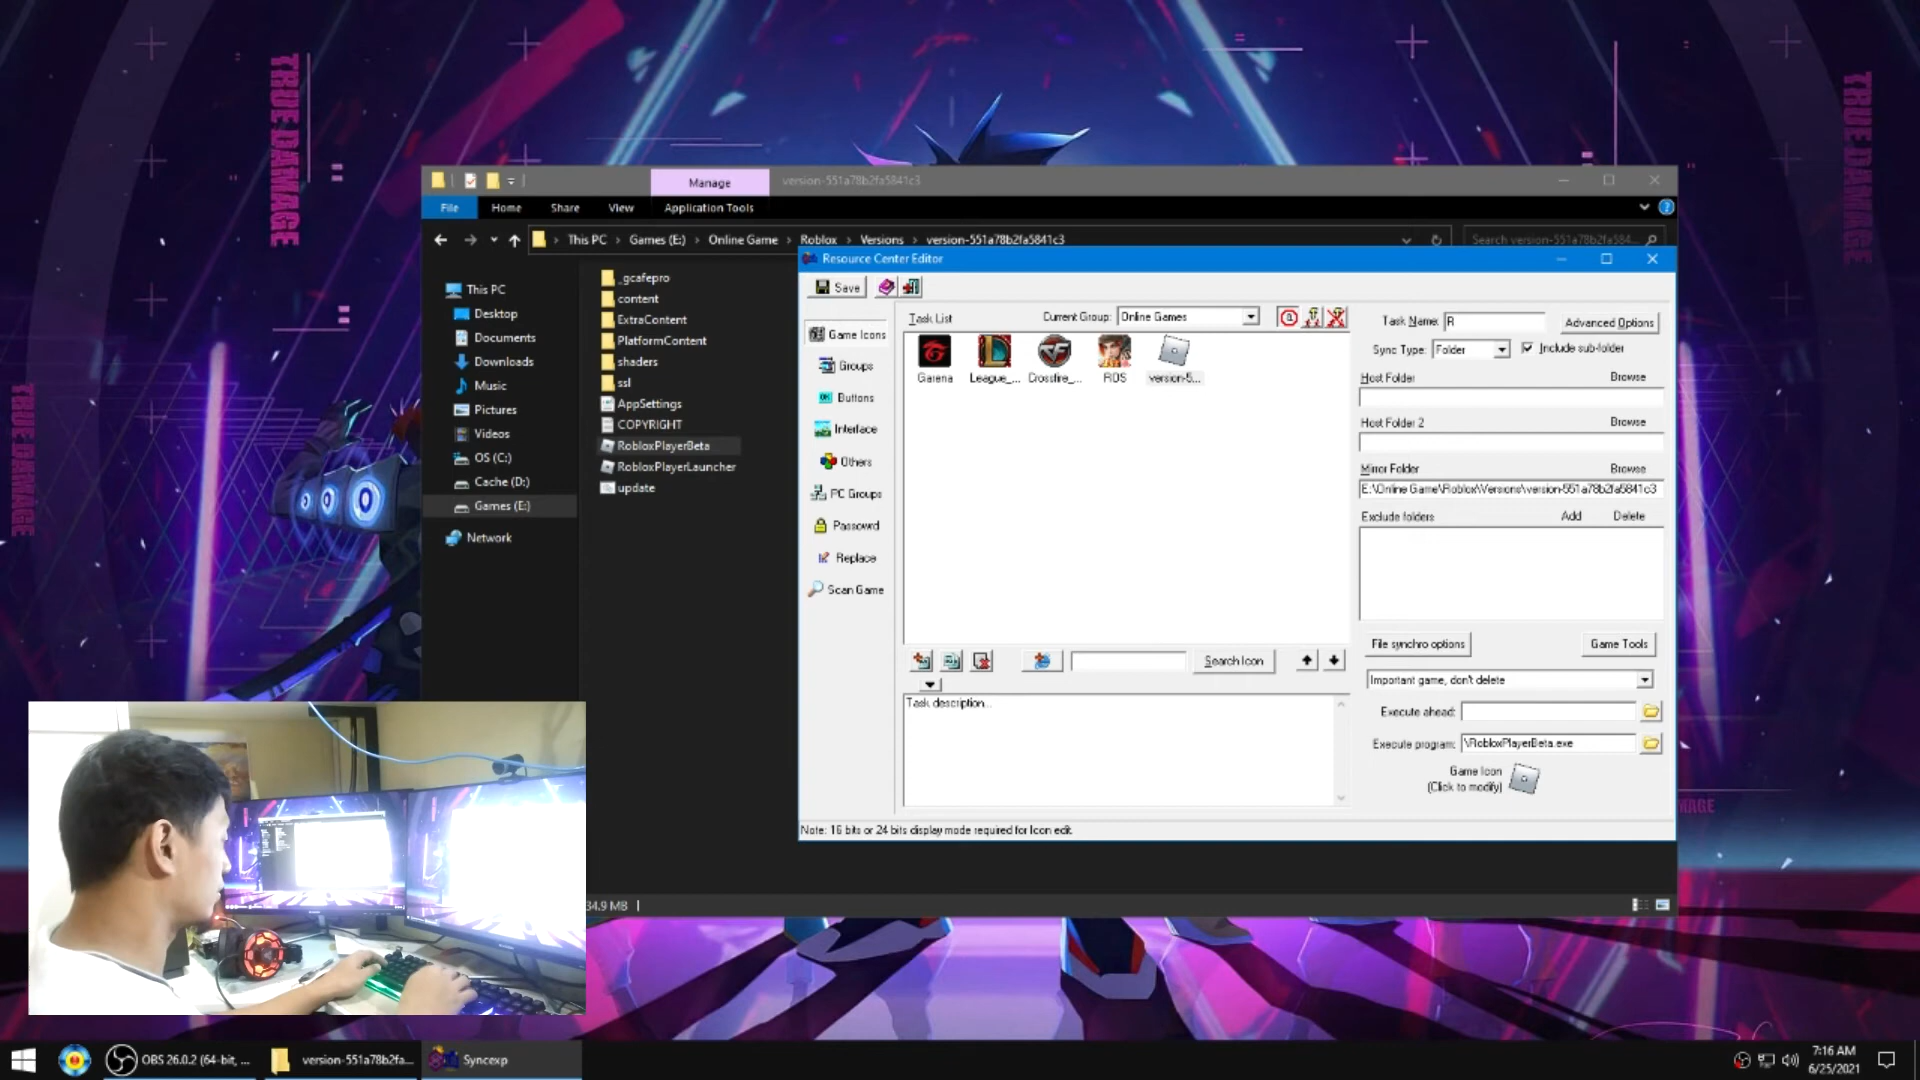 TRUE DAMAGE
TRUE DAMAGE
TRUE DAMAGE
Manage
version-551a78b2fa5841c3
File
Home
Share
View
Application Tools
This PC > Games (E:) > Online Game > Roblox > Versions > version-551a78b2fa5841c3
Search version-551a78b2fa584...
This PC
Desktop
Documents
Downloads
Music
Pictures
Videos
OS (C:)
Cache (D:)
Games (E:)
Network
_gcafepro
content
ExtraContent
PlatformContent
shaders
ssl
AppSettings
COPYRIGHT
RobloxPlayerBeta
RobloxPlayerLauncher
update
34.9 MB
Resource Center Editor
Save
Game Icons
Groups
Buttons
Interface
Others
PC Groups
Passowrd
Replace
Scan Game
Task List
Current Group:
Online Games
Garena
League_...
Crossfire_...
ROS
version-5...
Search Icon
Task description...
Task Name:
R
Advanced Options
Sync Type:
Folder
Include sub-folder
Host Folder
Browse
Host Folder 2
Browse
Mirror Folder
Browse
E:\Online Game\Roblox\Versions\version-551a78b2fa5841c3
Exclude folders
Add
Delete
File synchro options
Game Tools
Important game, don't delete
Execute ahead:
Execute program:
\RobloxPlayerBeta.exe
Game Icon
(Click to modify)
Note: 16 bits or 24 bits display mode required for Icon edit.
MAGE
OBS 26.0.2 (64-bit, ...
version-551a78b2fa...
Syncexp
7:16 AM
6/25/2021